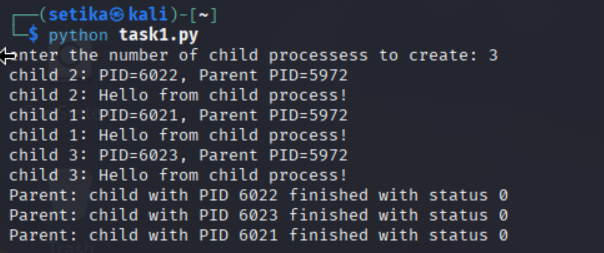 ┌──(setika㉿kali)-[~]
└─$ python task1.py
enter the number of child processess to create: 3
child 2: PID=6022, Parent PID=5972
child 2: Hello from child process!
child 1: PID=6021, Parent PID=5972
child 1: Hello from child process!
child 3: PID=6023, Parent PID=5972
child 3: Hello from child process!
Parent: child with PID 6022 finished with status 0
Parent: child with PID 6023 finished with status 0
Parent: child with PID 6021 finished with status 0
Trash